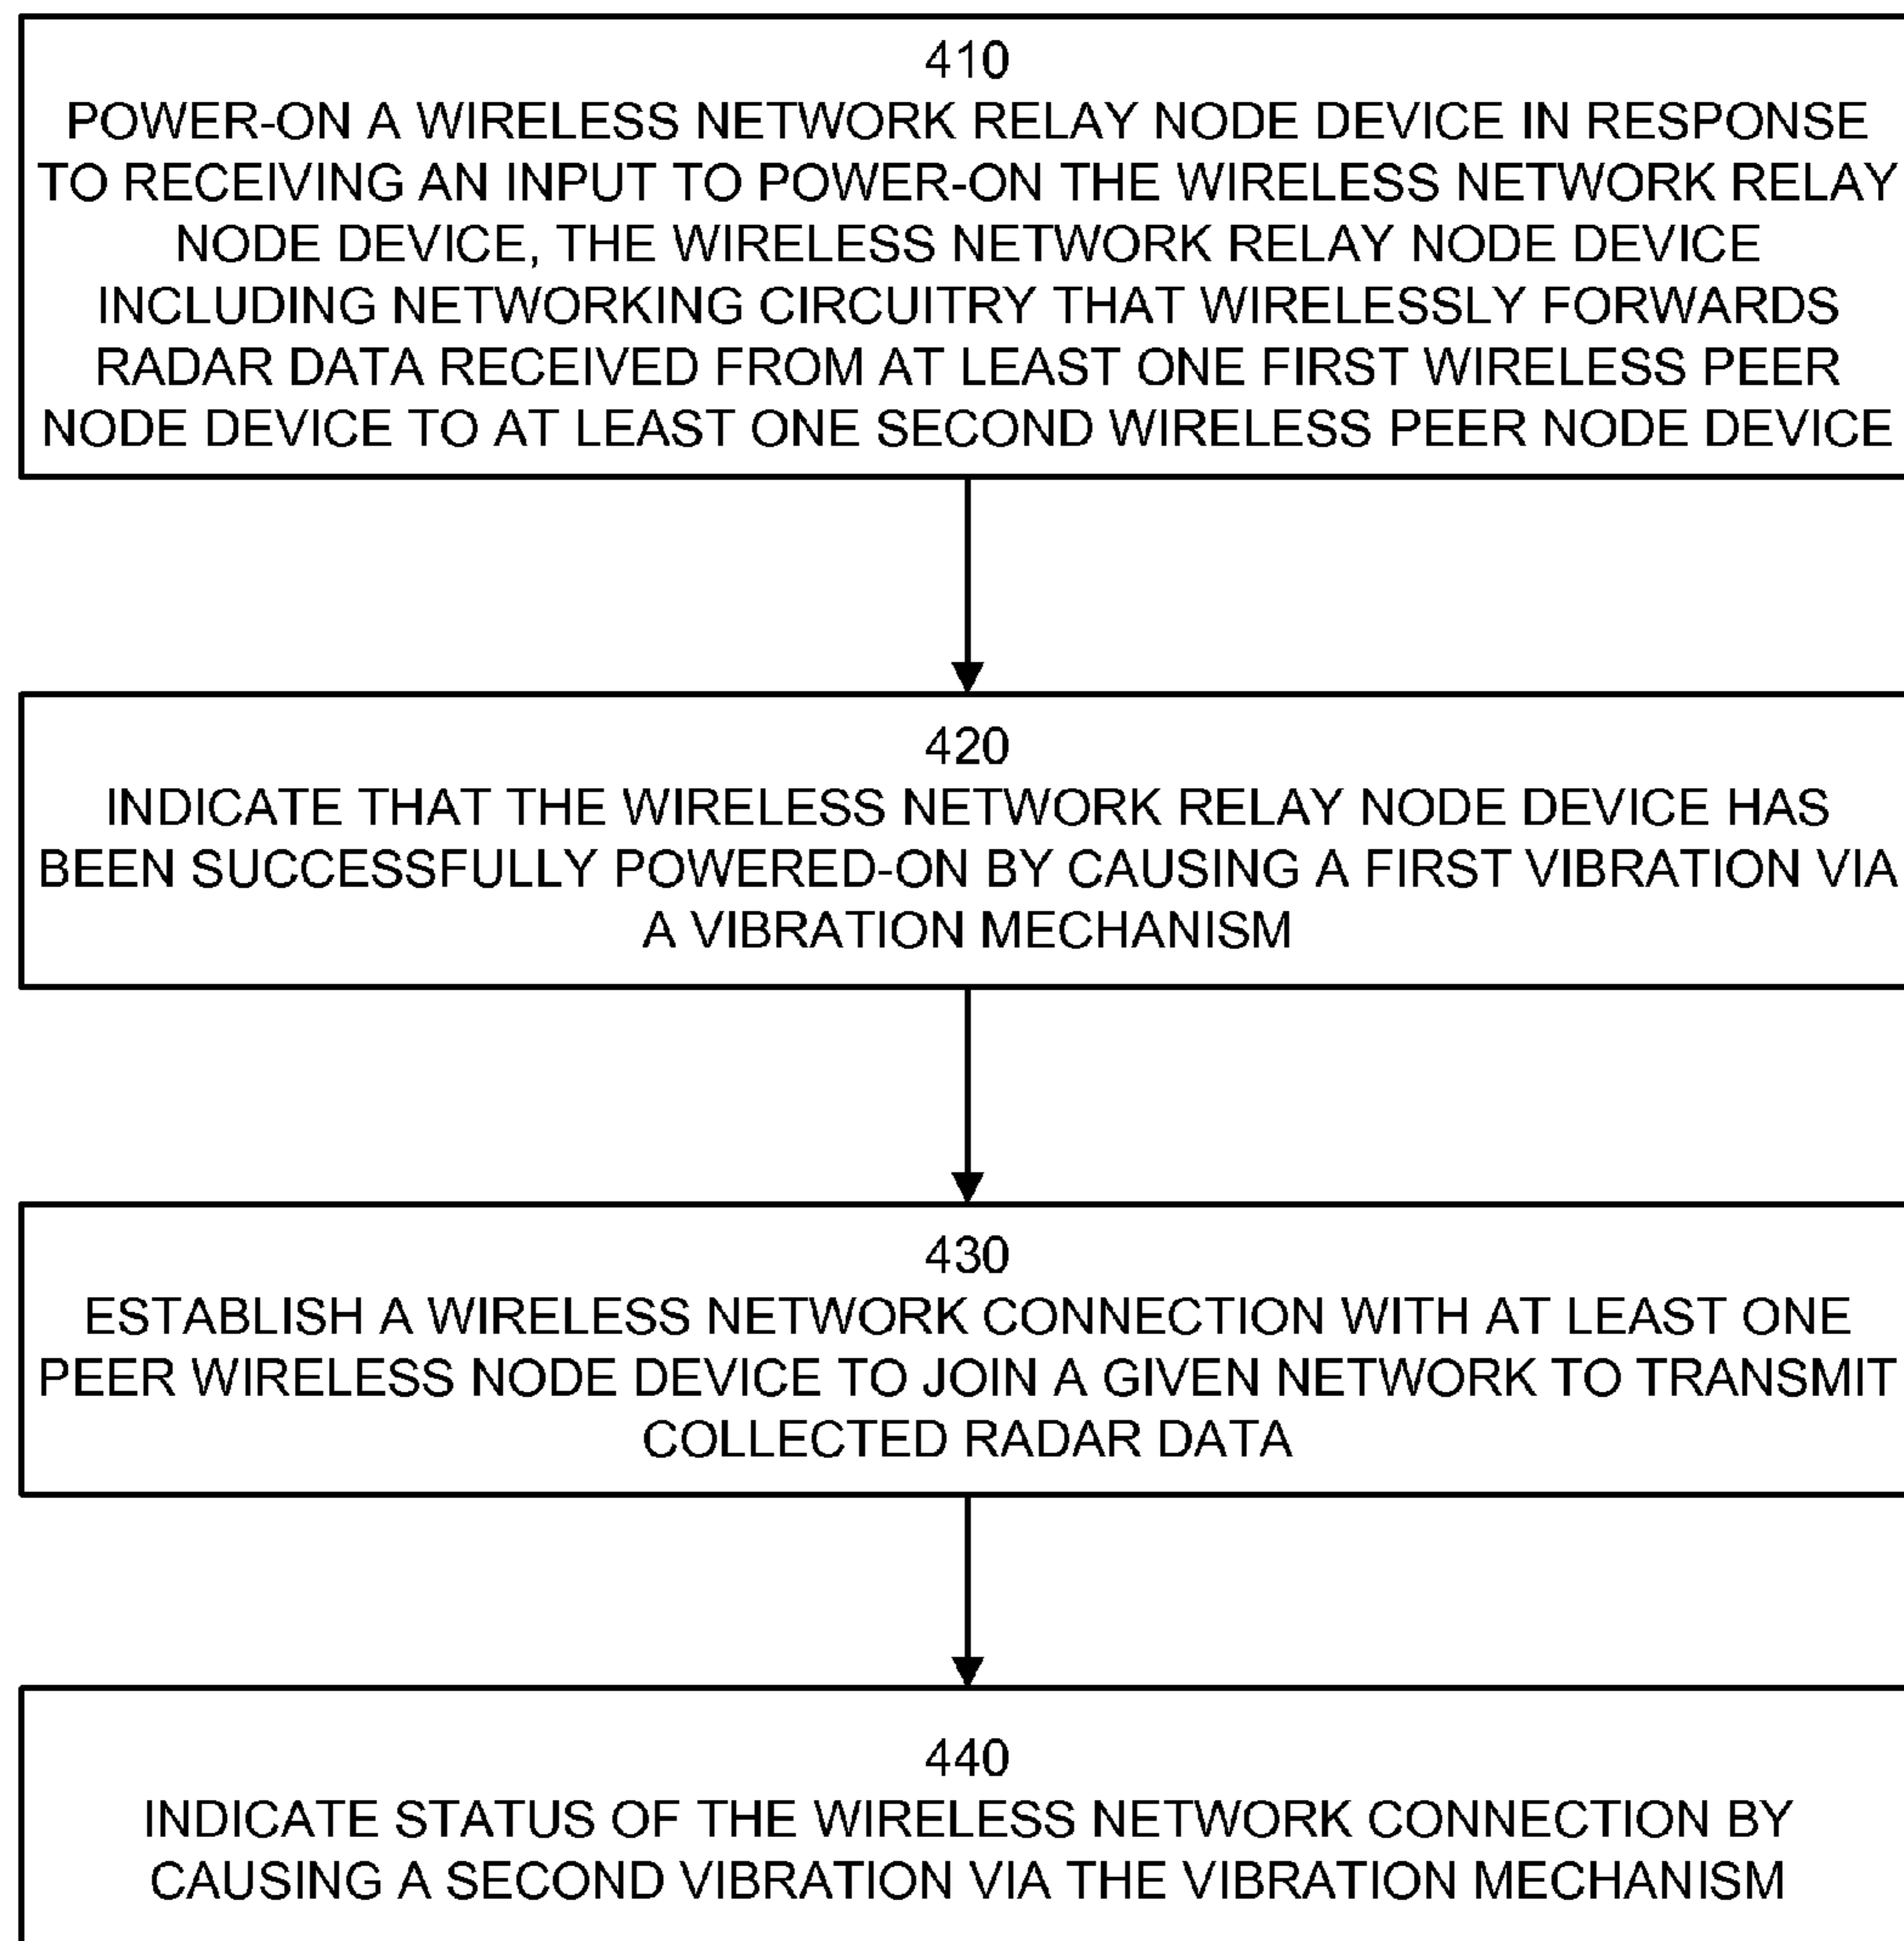 410
POWER-ON A WIRELESS NETWORK RELAY NODE DEVICE IN RESPONSE
TO RECEIVING AN INPUT TO POWER-ON THE WIRELESS NETWORK RELAY
NODE DEVICE, THE WIRELESS NETWORK RELAY NODE DEVICE
INCLUDING NETWORKING CIRCUITRY THAT WIRELESSLY FORWARDS
RADAR DATA RECEIVED FROM AT LEAST ONE FIRST WIRELESS PEER
NODE DEVICE TO AT LEAST ONE SECOND WIRELESS PEER NODE DEVICE
420
INDICATE THAT THE WIRELESS NETWORK RELAY NODE DEVICE HAS
BEEN SUCCESSFULLY POWERED-ON BY CAUSING A FIRST VIBRATION VIA
A VIBRATION MECHANISM
430
ESTABLISH A WIRELESS NETWORK CONNECTION WITH AT LEAST ONE
PEER WIRELESS NODE DEVICE TO JOIN A GIVEN NETWORK TO TRANSMIT
COLLECTED RADAR DATA
440
INDICATE STATUS OF THE WIRELESS NETWORK CONNECTION BY
CAUSING A SECOND VIBRATION VIA THE VIBRATION MECHANISM